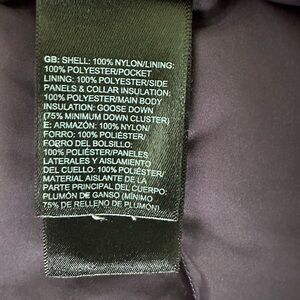 GB: SHELL: 100% NYLON/LINING:
100% POLYESTER/POCKET
LINING: 100% POLYESTER/SIDE
PANELS & COLLAR INSULATION:
100% POLYESTER/MAIN BODY
INSULATION: GOOSE DOWN
(75% MINIMUM DOWN CLUSTER)
E: ARMAZÓN: 100% NYLON/
FORRO: 100% POLIÉSTER/
FORRO DEL BOLSILLO:
100% POLIÉSTER/PANELES
LATERALES Y AISLAMIENTO
DEL CUELLO: 100% POLIÉSTER/
MATERIAL AISLANTE DE LA
PARTE PRINCIPAL DEL CUERPO:
PLUMÓN DE GANSO (MÍNIMO
75% DE RELLENO DE PLUMÓN)